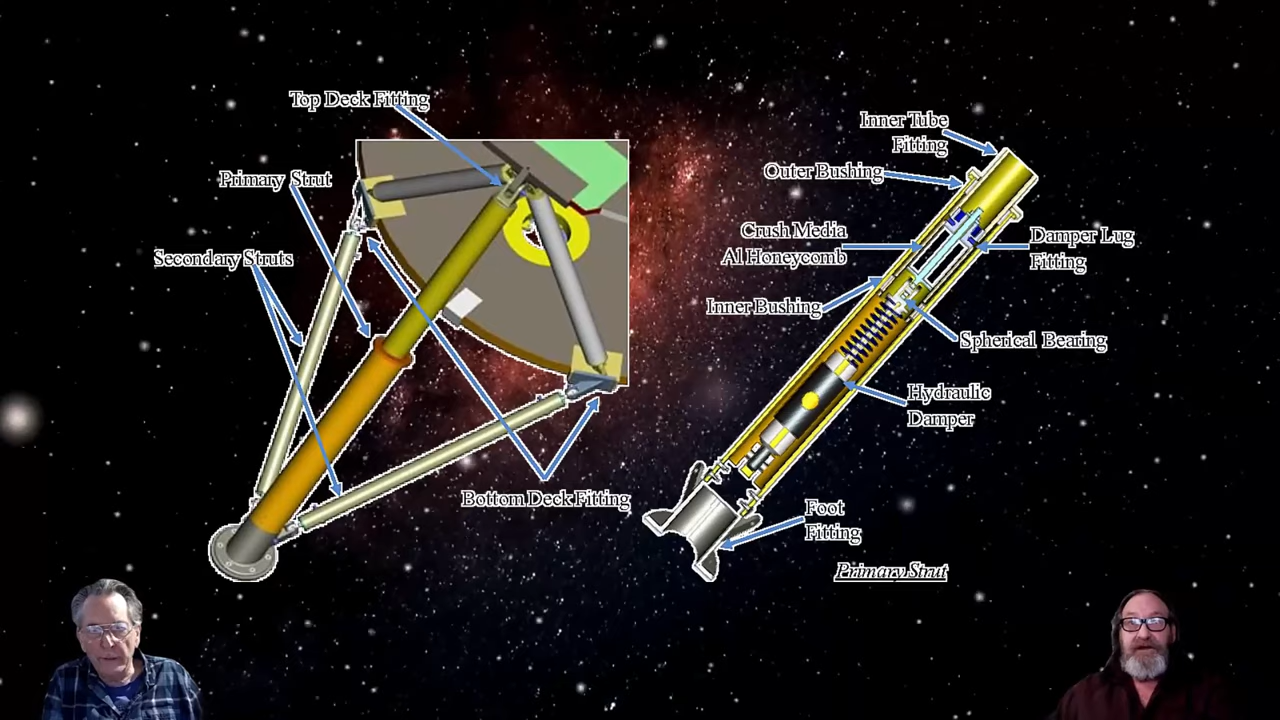 Top Deck Fitting
Primary Strut
Secondary Struts
Bottom Deck Fitting
Inner Tube
Fitting
Outer Bushing
Crush Media
Al Honeycomb
Damper Lug
Fitting
Inner Bushing
Spherical Bearing
Hydraulic
Damper
Foot
Fitting
Primary Strut